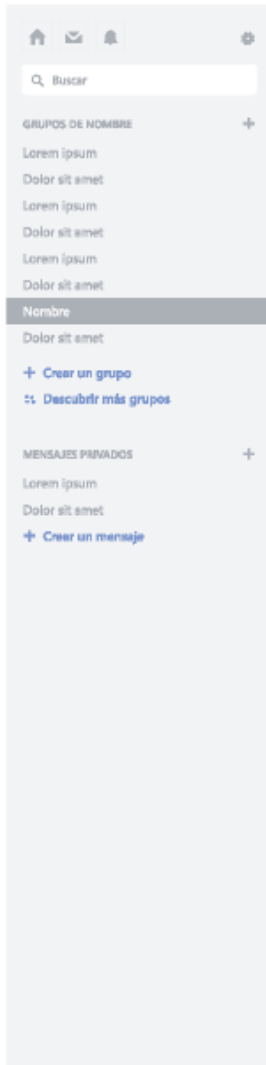 Buscar
GRUPOS DE NOMBRE
Lorem ipsum
Dolor sit amet
Lorem ipsum
Dolor sit amet
Lorem ipsum
Dolor sit amet
Nombre
Dolor sit amet
+ Crear un grupo
Descubrir más grupos
MENSAJES PRIVADOS
Lorem ipsum
Dolor sit amet
+ Crear un mensaje